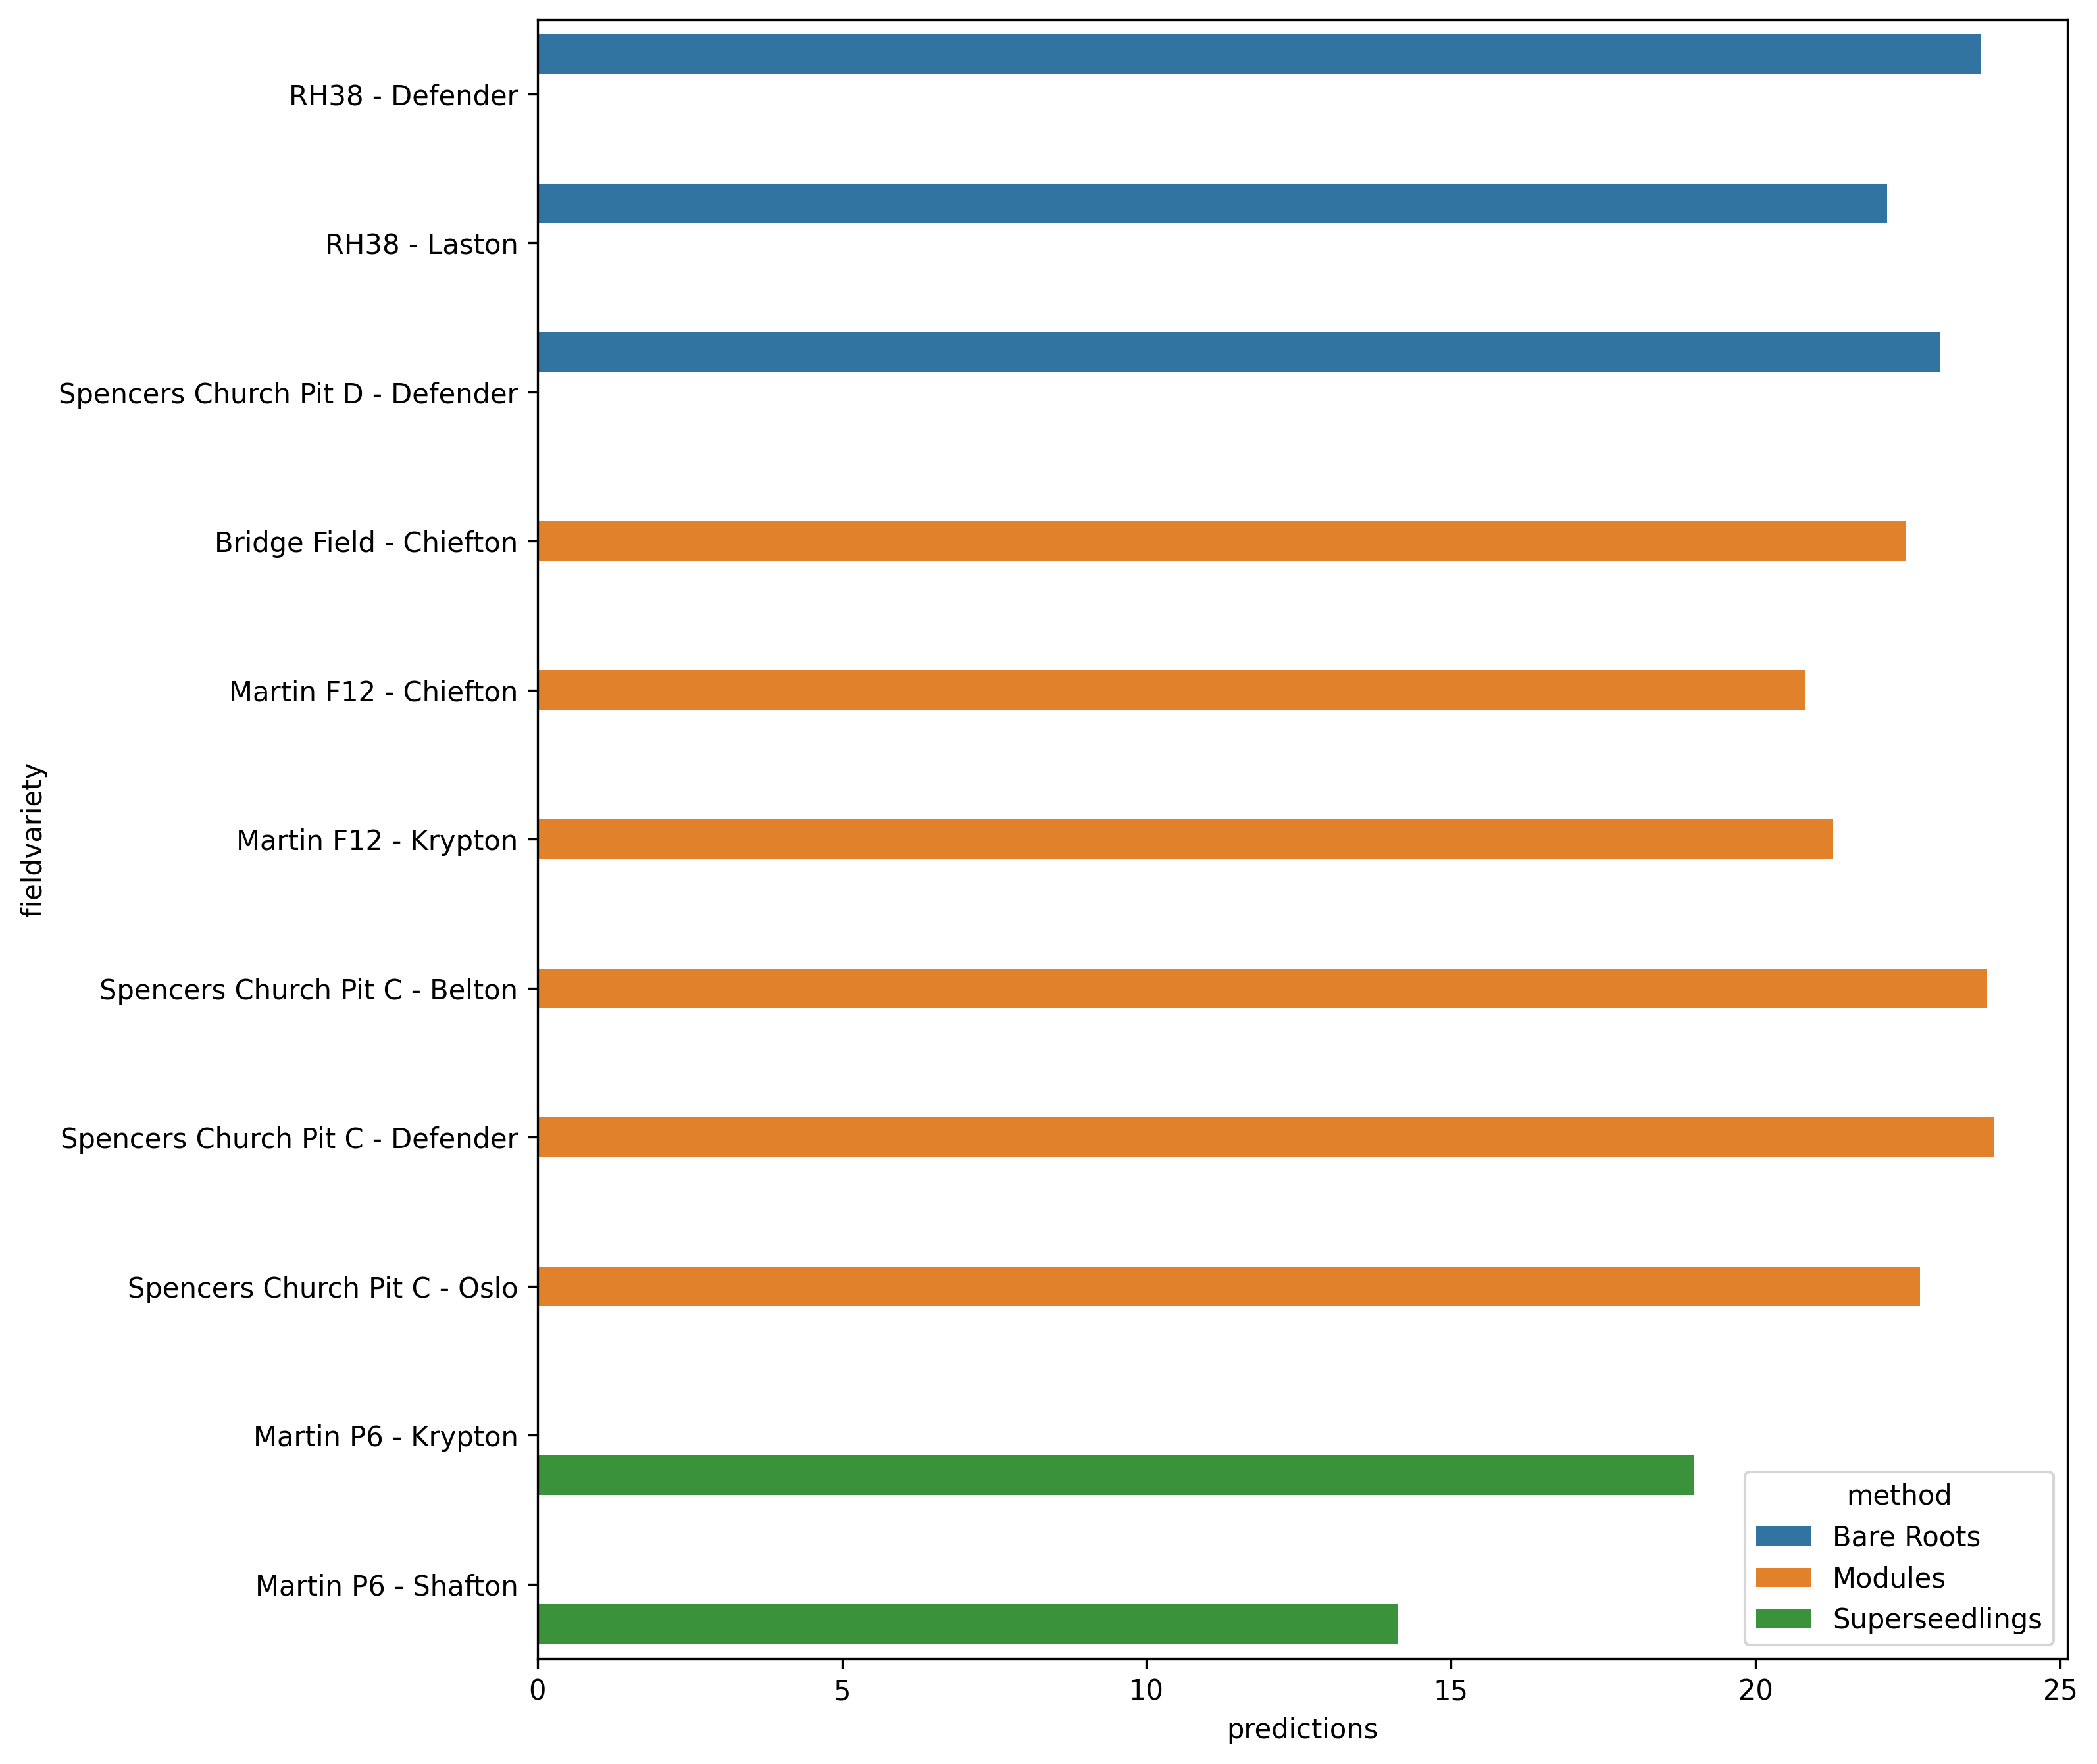 RH38 - Defender
RH38 - Laston
Spencers Church Pit D - Defender
Bridge Field - Chiefton
Martin F12 - Chiefton
Martin F12 - Krypton
Spencers Church Pit C - Belton
Spencers Church Pit C - Defender
Spencers Church Pit C - Oslo
Martin P6 - Krypton
Martin P6 - Shafton
fieldvariety
method
Bare Roots
Modules
Superseedlings
0 5 10 15 20 25
predictions